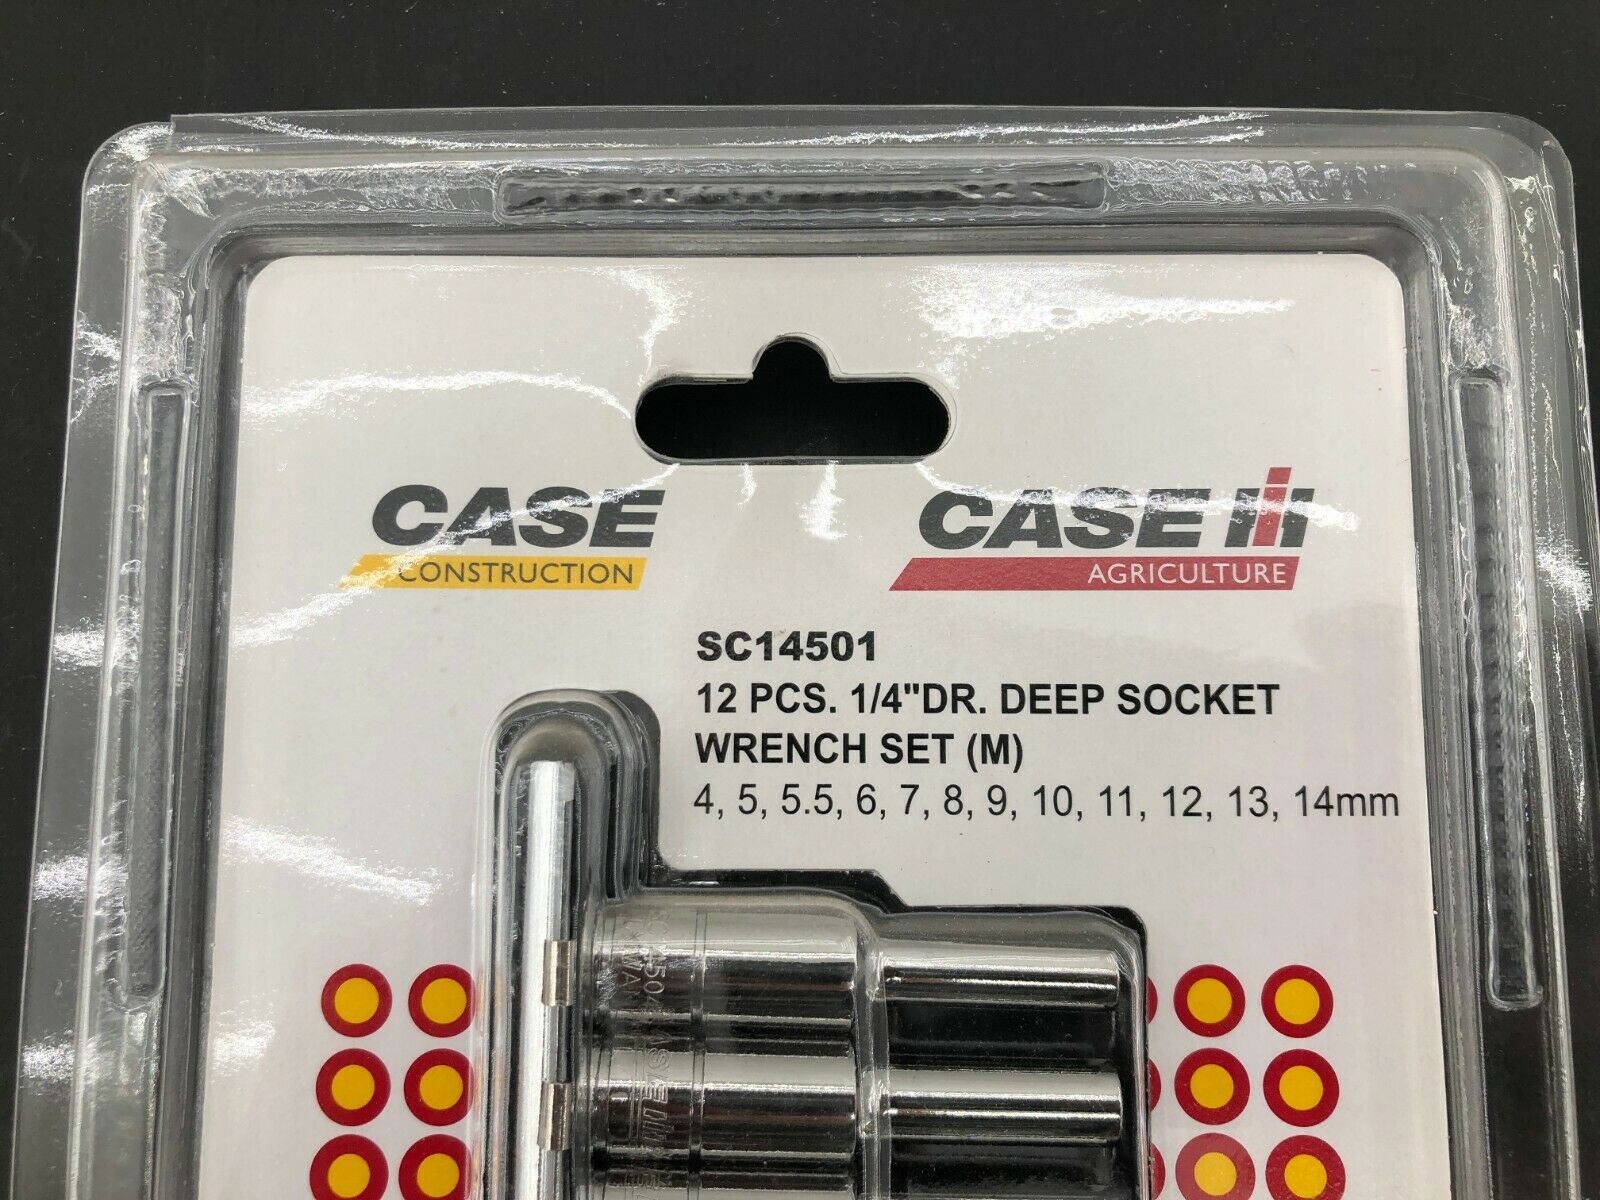 CASE
CONSTRUCTION
CASE IH
AGRICULTURE
SC14501
12 PCS. 1/4"DR. DEEP SOCKET
WRENCH SET (M)
4, 5, 5.5, 6, 7, 8, 9, 10, 11, 12, 13, 14mm